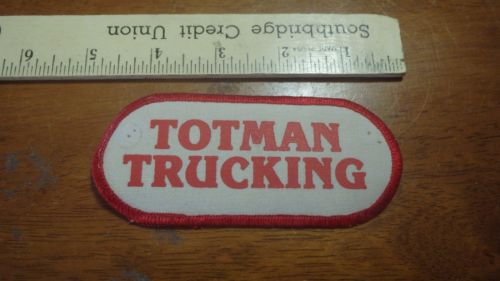 Southbridge Credit Union
1 2 3 4 5 6
TOTMAN
TRUCKING